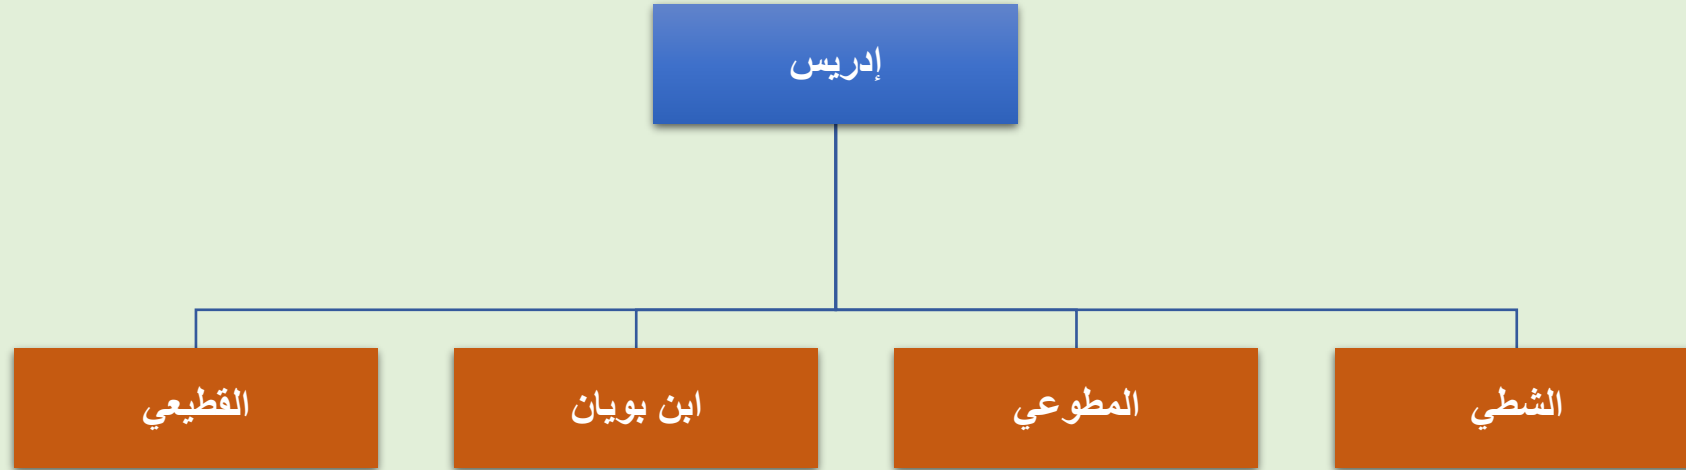 إدريس
الشطي
المطوعي
ابن بويان
القطيعي